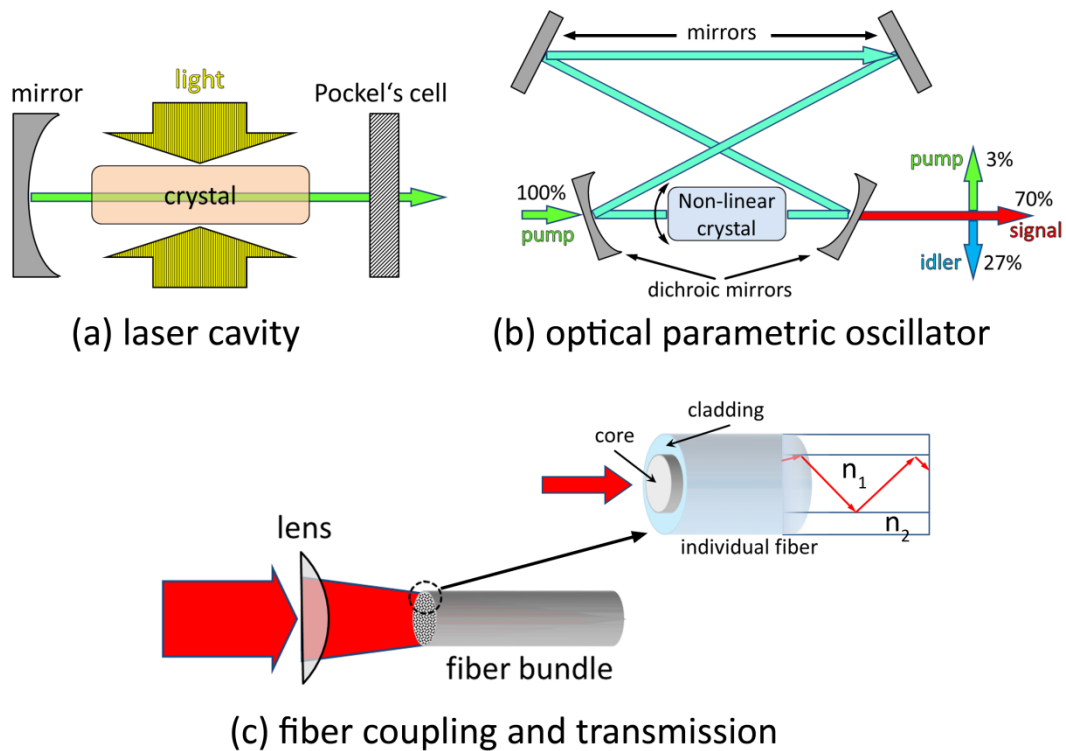 mirror
light
Pockel‘s cell
crystal
(a) laser cavity
mirrors
100%
pump
Non-linear
crystal
pump
3%
70%
signal
idler
27%
dichroic mirrors
(b) optical parametric oscillator
cladding
core
n1
n2
individual fiber
lens
fiber bundle
(c) fiber coupling and transmission